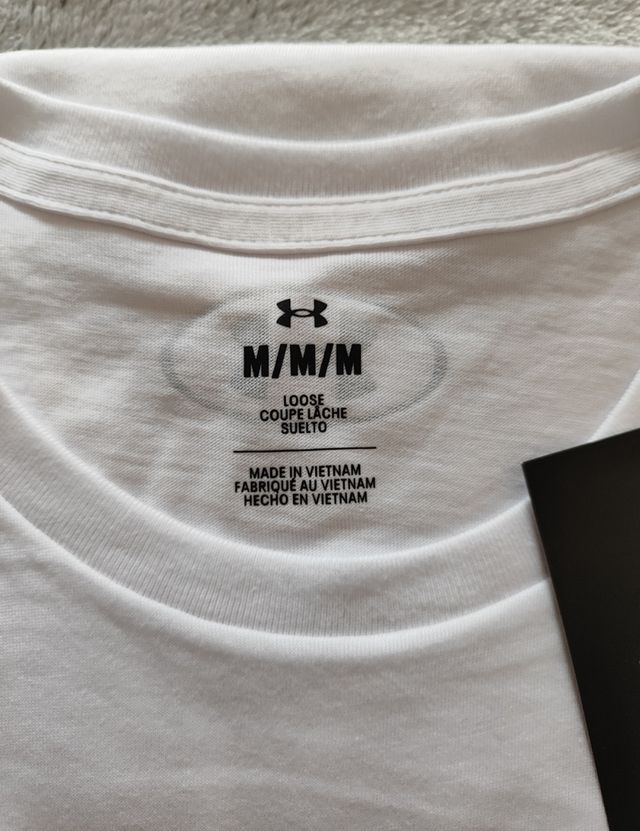 M/M/M
LOOSE
COUPE LÂCHE
SUELTO
MADE IN VIETNAM
FABRIQUÉ AU VIETNAM
HECHO EN VIETNAM